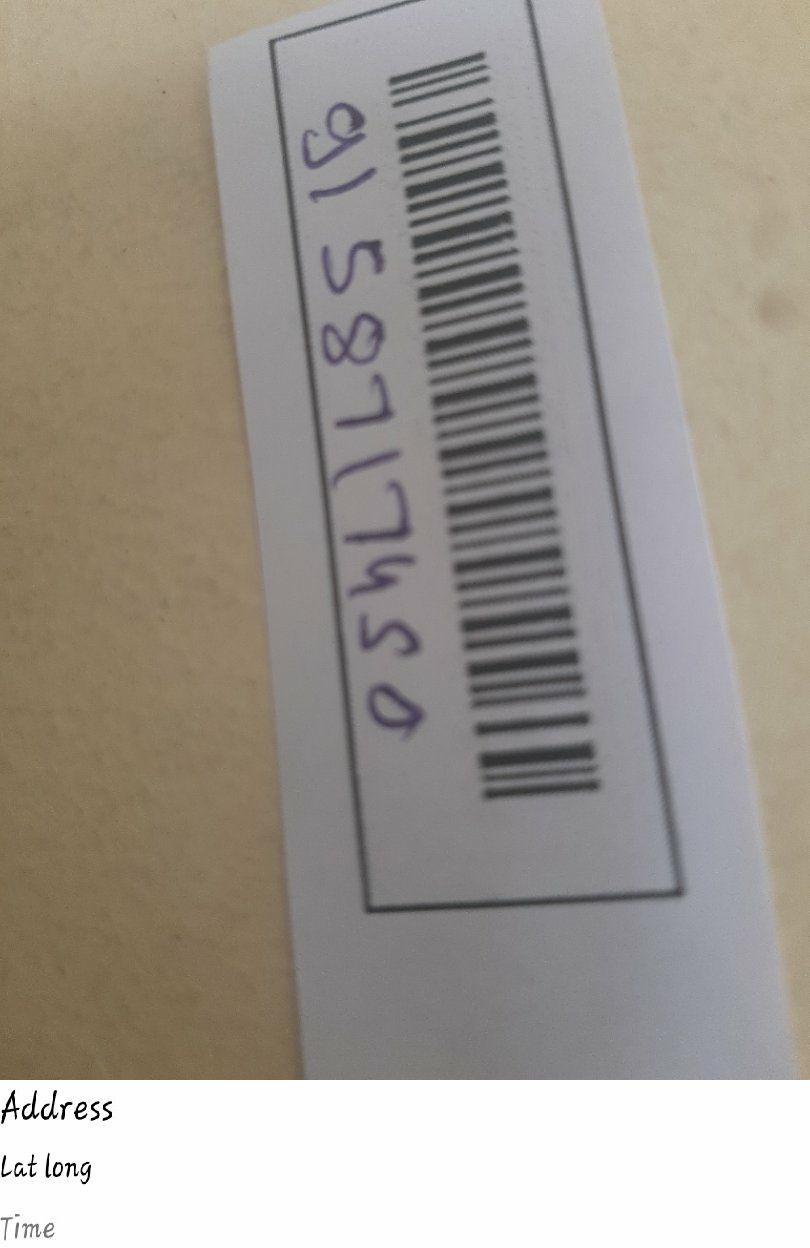 9158717450
Address
Lat long
Time